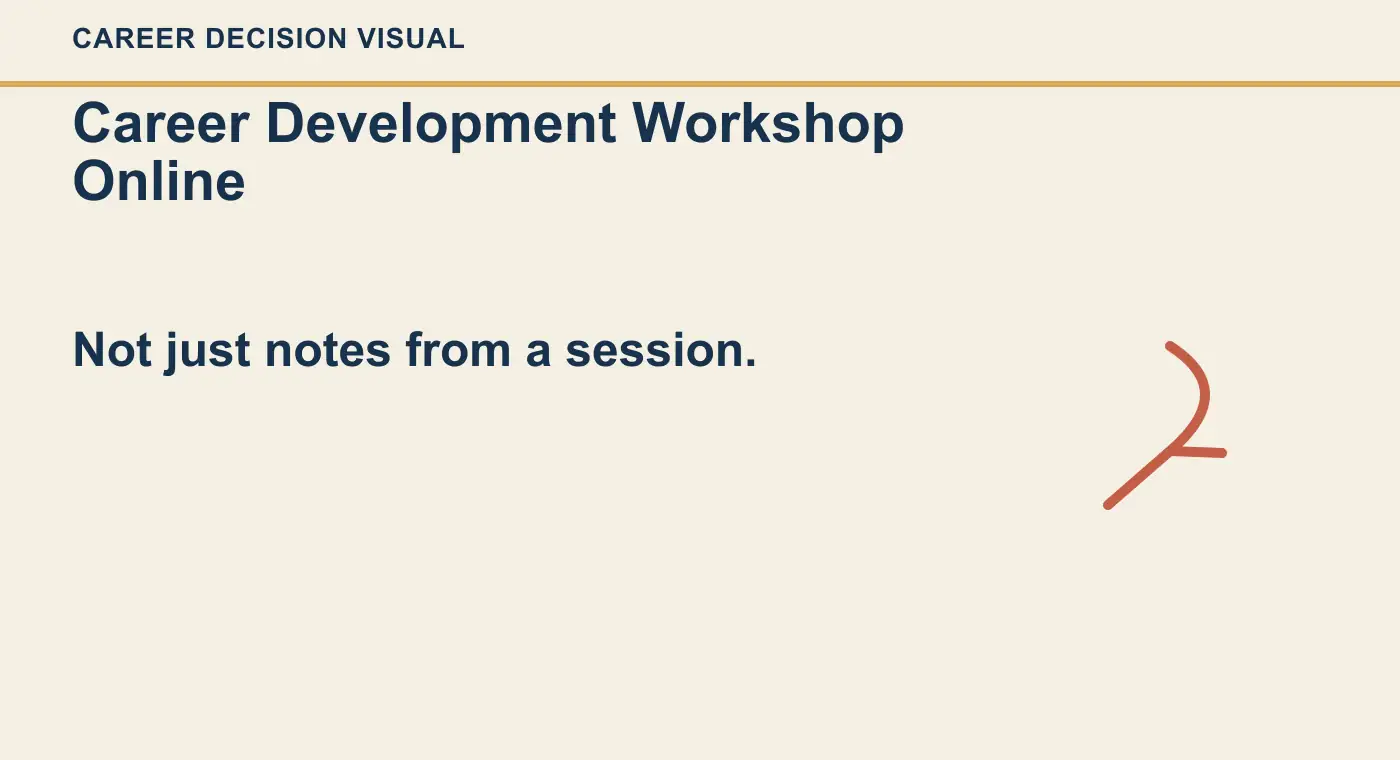 CAREER DECISION VISUAL
Career Development Workshop
Online
Not just notes from a session.